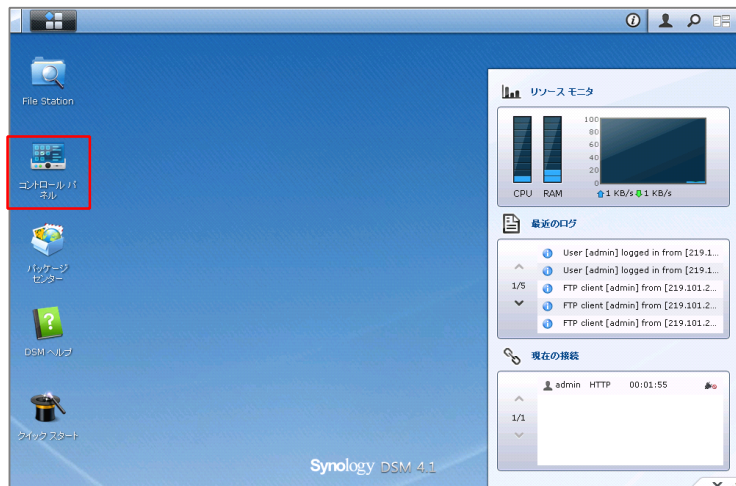 File Station
コントロール パ
ネル
パッケージ
センター
DSM ヘルプ
クイック スタート
Synology DSM 4.1
リソース モニタ
100
80
60
40
20
0
CPU RAM 1 KB/s 1 KB/s
最近のログ
User [admin] logged in from [219.1...
User [admin] logged in from [219.1...
1/5
FTP client [admin] from [219.101.2...
FTP client [admin] from [219.101.2...
FTP client [admin] from [219.101.2...
現在の接続
admin HTTP 00:01:55
1/1